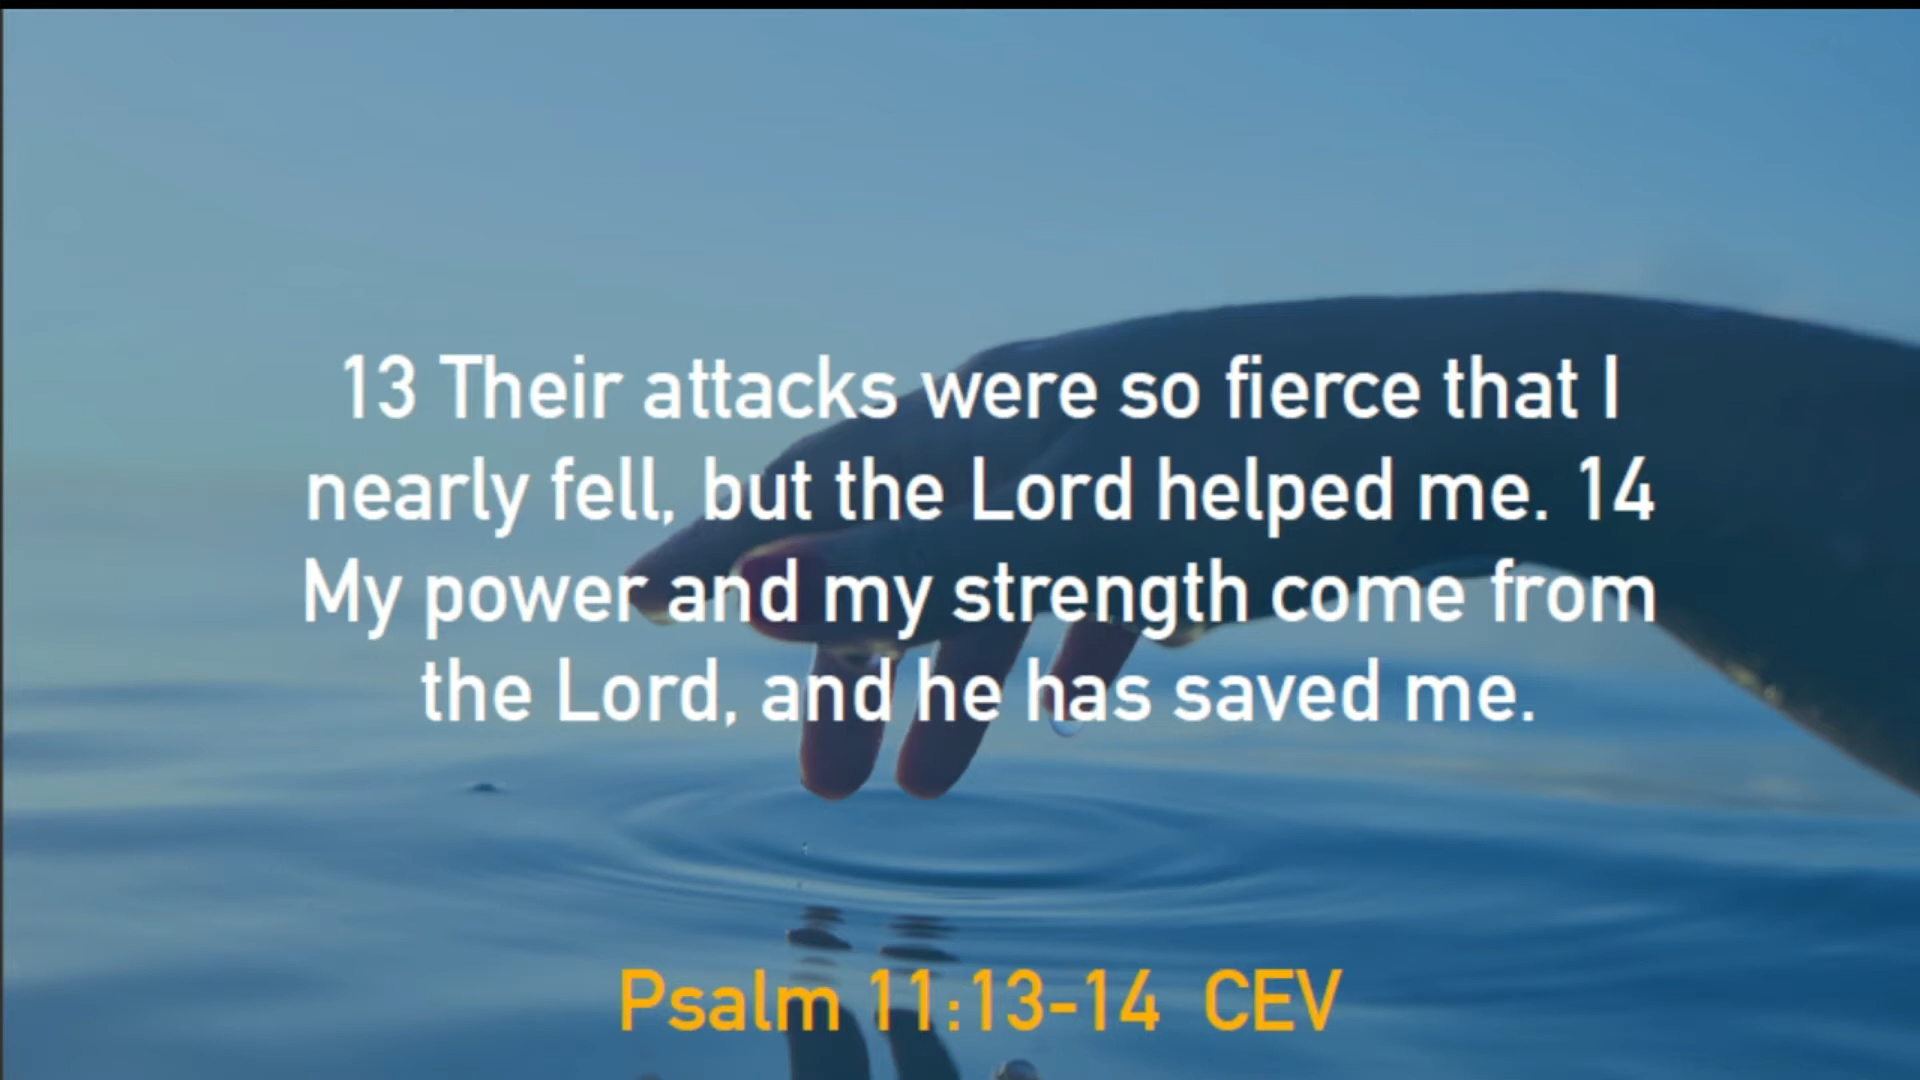 13 Their attacks were so fierce that I
nearly fell, but the Lord helped me. 14
My power and my strength come from
the Lord, and he has saved me.
Psalm 11:13-14 CEV